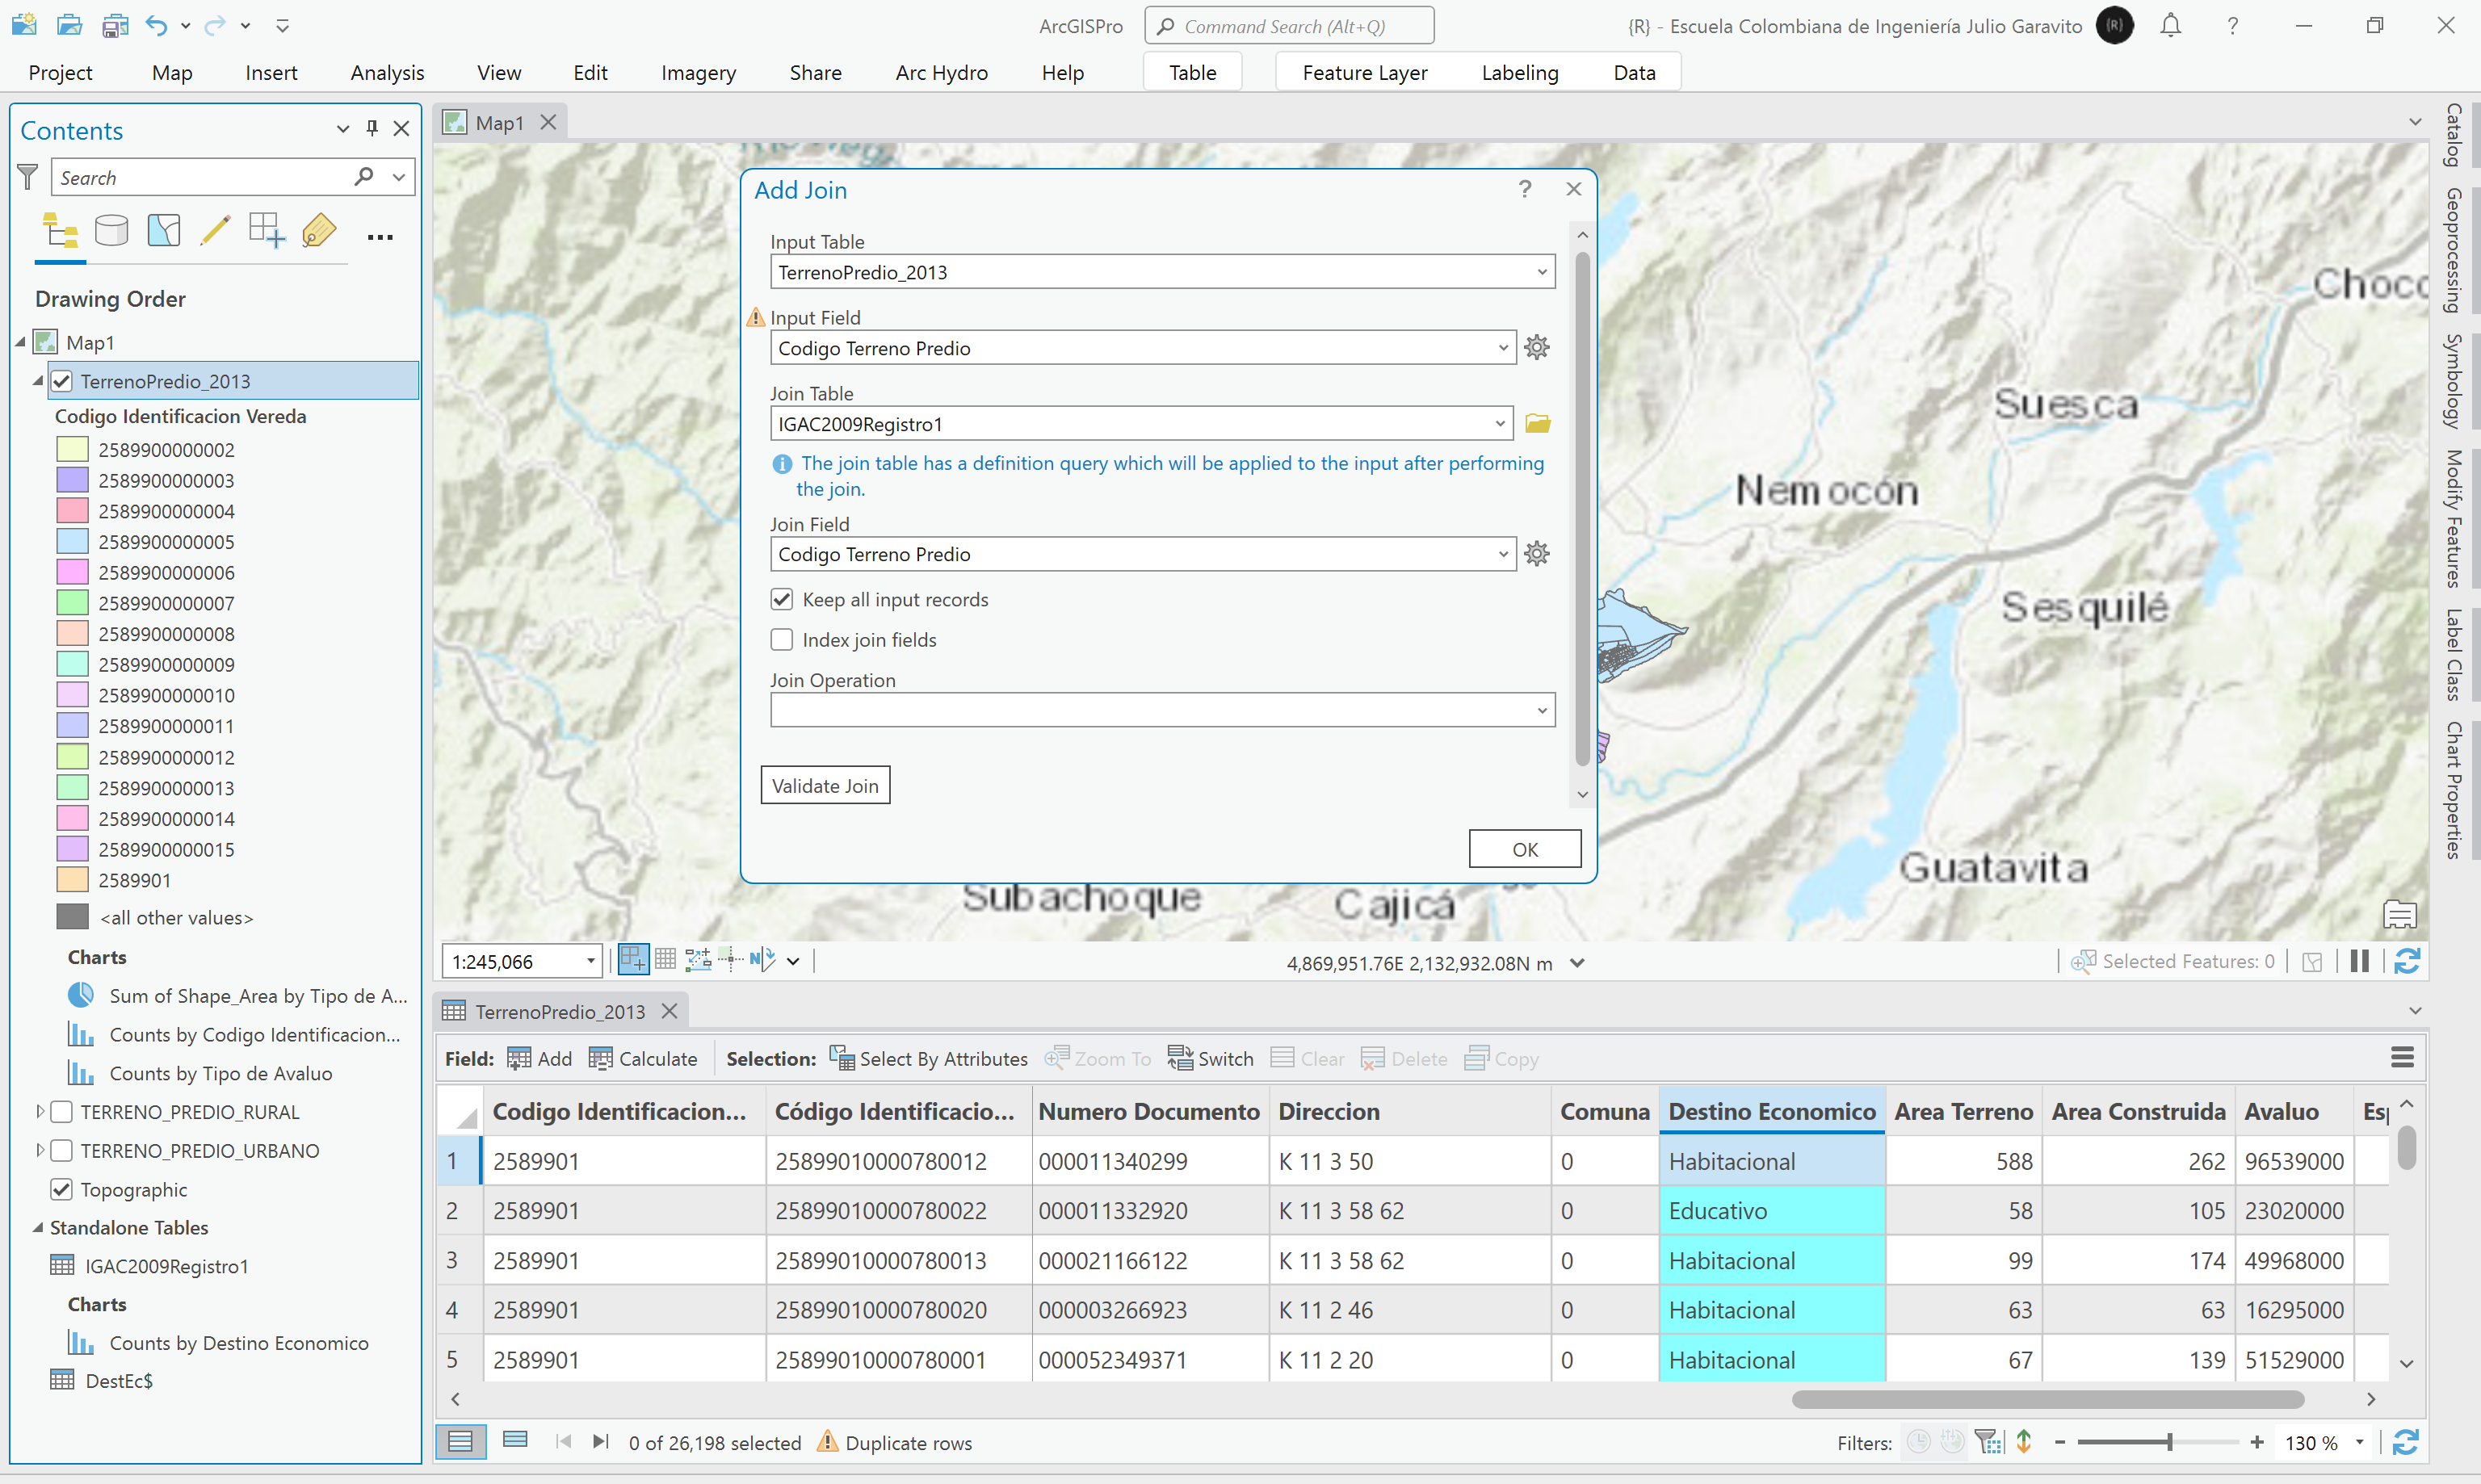 ArcGISPro
Command Search (Alt+Q)
{R} - Escuela Colombiana de Ingeniería Julio Garavito
{R}
?
Project
Map
Insert
Analysis
View
Edit
Imagery
Share
Arc Hydro
Help
Table
Feature Layer
Labeling
Data
Contents
Search
Drawing Order
Map1
TerrenoPredio_2013
Codigo Identificacion Vereda
2589900000002
2589900000003
2589900000004
2589900000005
2589900000006
2589900000007
2589900000008
2589900000009
2589900000010
2589900000011
2589900000012
2589900000013
2589900000014
2589900000015
2589901
<all other values>
Charts
Sum of Shape_Area by Tipo de A...
Counts by Codigo Identificacion...
Counts by Tipo de Avaluo
TERRENO_PREDIO_RURAL
TERRENO_PREDIO_URBANO
Topographic
Standalone Tables
IGAC2009Registro1
Charts
Counts by Destino Economico
DestEc$
Map1
Add Join
?
Input Table
TerrenoPredio_2013
Input Field
Codigo Terreno Predio
Join Table
IGAC2009Registro1
The join table has a definition query which will be applied to the input after performing
the join.
Join Field
Codigo Terreno Predio
Keep all input records
Index join fields
Join Operation
Validate Join
OK
Choco
Suesca
Nemocón
Sesquilé
Guatavita
Subachoque
Cajicá
1:245,066
4,869,951.76E 2,132,932.08N m
Selected Features: 0
TerrenoPredio_2013
Field: Add Calculate Selection: Select By Attributes Zoom To Switch Clear Delete Copy
Codigo Identificacion... Código Identificacio... Numero Documento Direccion Comuna Destino Economico Area Terreno Area Construida Avaluo Esp
1 2589901 25899010000780012 000011340299 K 11 3 50 0 Habitacional 588 262 96539000
2 2589901 25899010000780022 000011332920 K 11 3 58 62 0 Educativo 58 105 23020000
3 2589901 25899010000780013 000021166122 K 11 3 58 62 0 Habitacional 99 174 49968000
4 2589901 25899010000780020 000003266923 K 11 2 46 0 Habitacional 63 63 16295000
5 2589901 25899010000780001 000052349371 K 11 2 20 0 Habitacional 67 139 51529000
0 of 26,198 selected Duplicate rows
Filters:
130 %
Catalog
Geoprocessing
Symbology
Modify Features
Label Class
Chart Properties